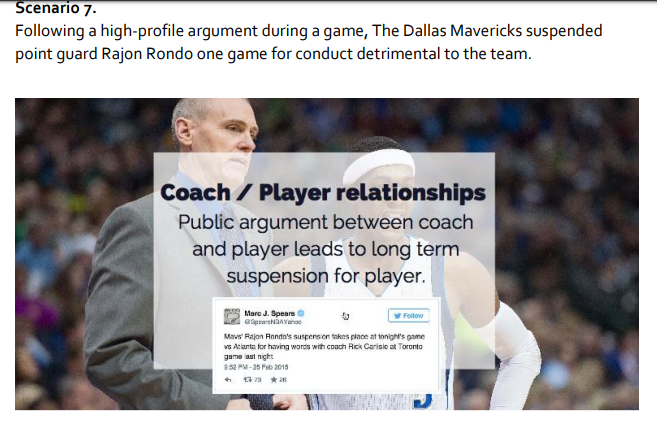 Scenario 7.
Following a high-profile argument during a game, The Dallas Mavericks suspended
point guard Rajon Rondo one game for conduct detrimental to the team.
Coach / Player relationships
Public argument between coach
and player leads to long term
suspension for player.
Marc J. Spears
@SpearsNBAYahoo
Follow
Mavs' Rajon Rondo's suspension takes place at tonight's game
vs Atlanta for having words with coach Rick Carlisle at Toronto
game last night
9:52 PM - 25 Feb 2015
73 26